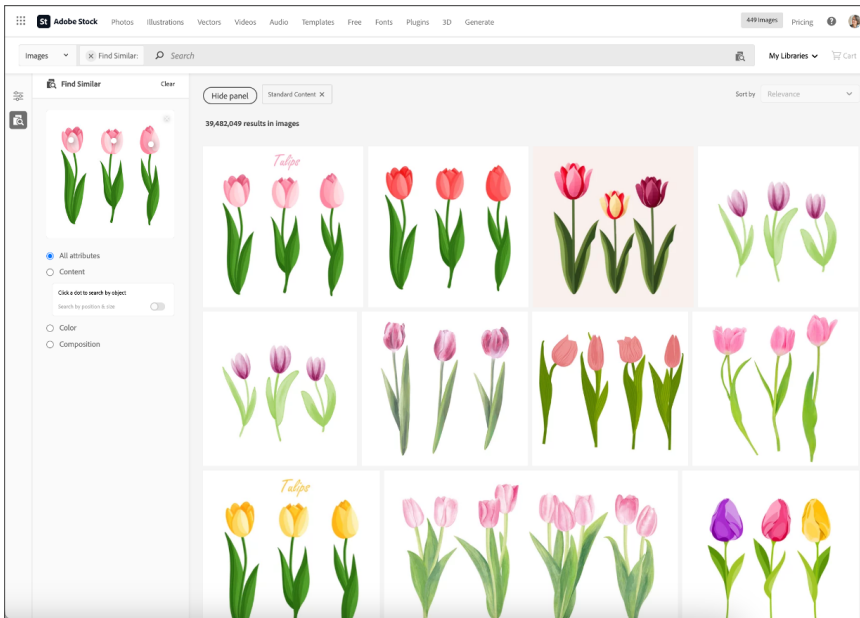 St Adobe Stock Photos Illustrations Vectors Videos Audio Templates Free Fonts Plugins 3D Generate 449 images Pricing ?
Images Find Similar: Search My Libraries Cart
Find Similar Clear
Hide panel Standard Content Sort by Relevance
39,482,049 results in images
Tulips
All attributes
Content
Click a dot to search by object
Search by position & size
Color
Composition
Tulips